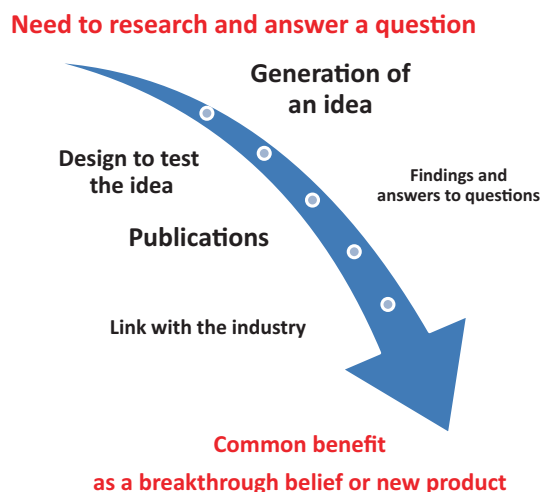 Need to research and answer a question
Generation of
an idea
Design to test
the idea
Findings and
answers to questions
Publications
Link with the industry
Common benefit
as a breakthrough belief or new product